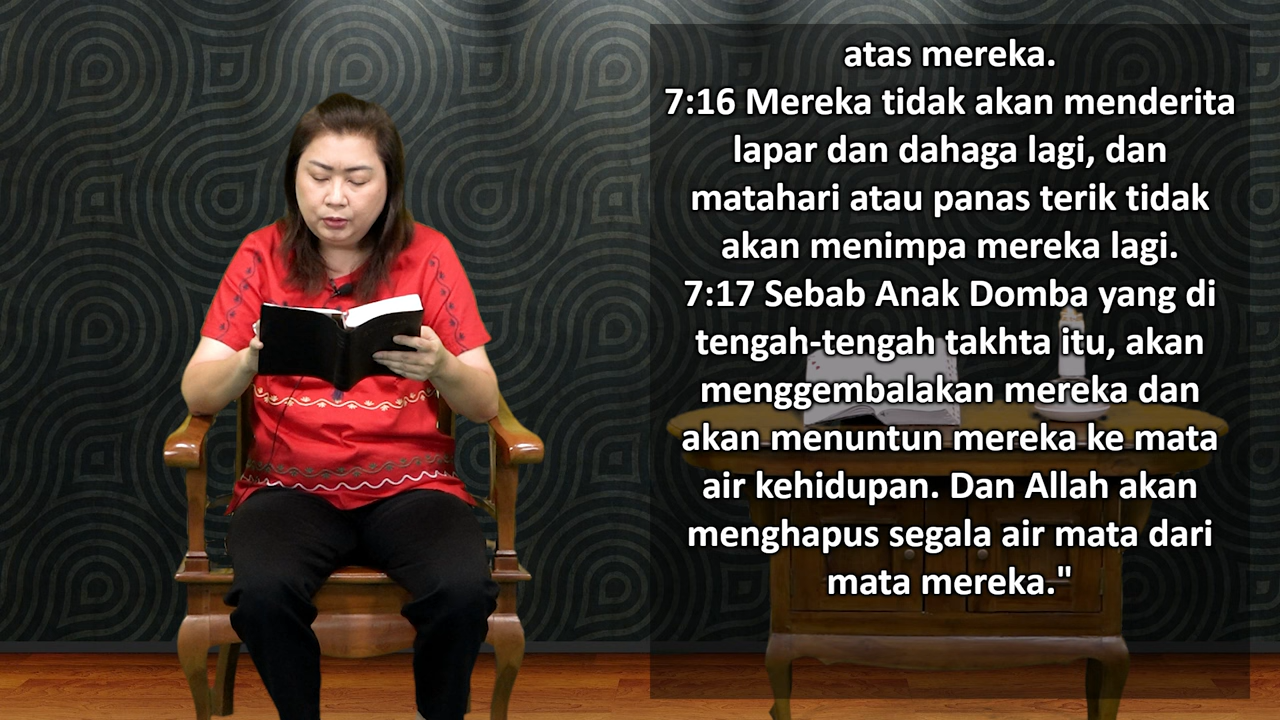 atas mereka.
7:16 Mereka tidak akan menderita
lapar dan dahaga lagi, dan
matahari atau panas terik tidak
akan menimpa mereka lagi.
7:17 Sebab Anak Domba yang di
tengah-tengah takhta itu, akan
menggembalakan mereka dan
akan menuntun mereka ke mata
air kehidupan. Dan Allah akan
menghapus segala air mata dari
mata mereka."